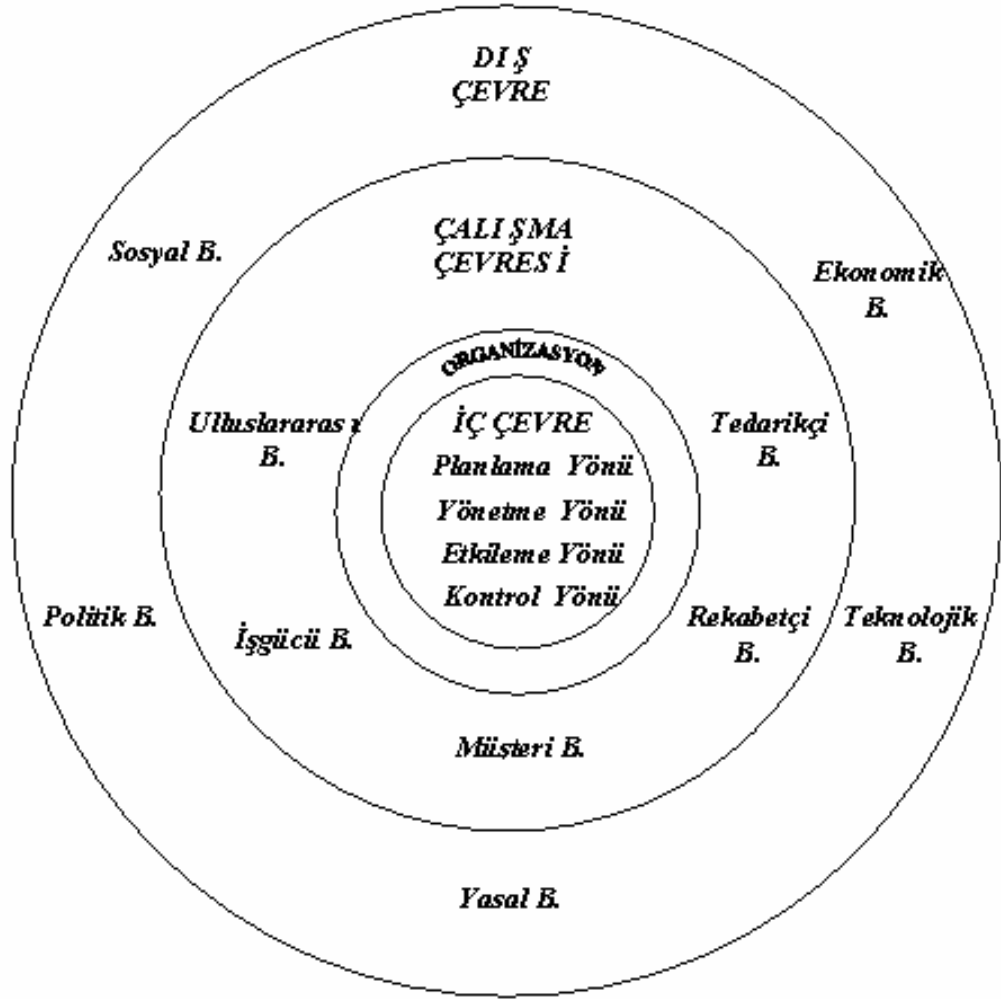 DIŞ
ÇEVRE
Sosyal B.
ÇALIŞMA
ÇEVRESİ
Ekonomik
B.
ORGANİZASYON
Uluslararası
B.
İÇ ÇEVRE
Planlama Yönü
Yönetme Yönü
Etkileme Yönü
Kontrol Yönü
Tedarikçi
B.
Politik B.
İşgücü B.
Rekabetçi
B.
Teknolojik
B.
Müşteri B.
Yasal B.